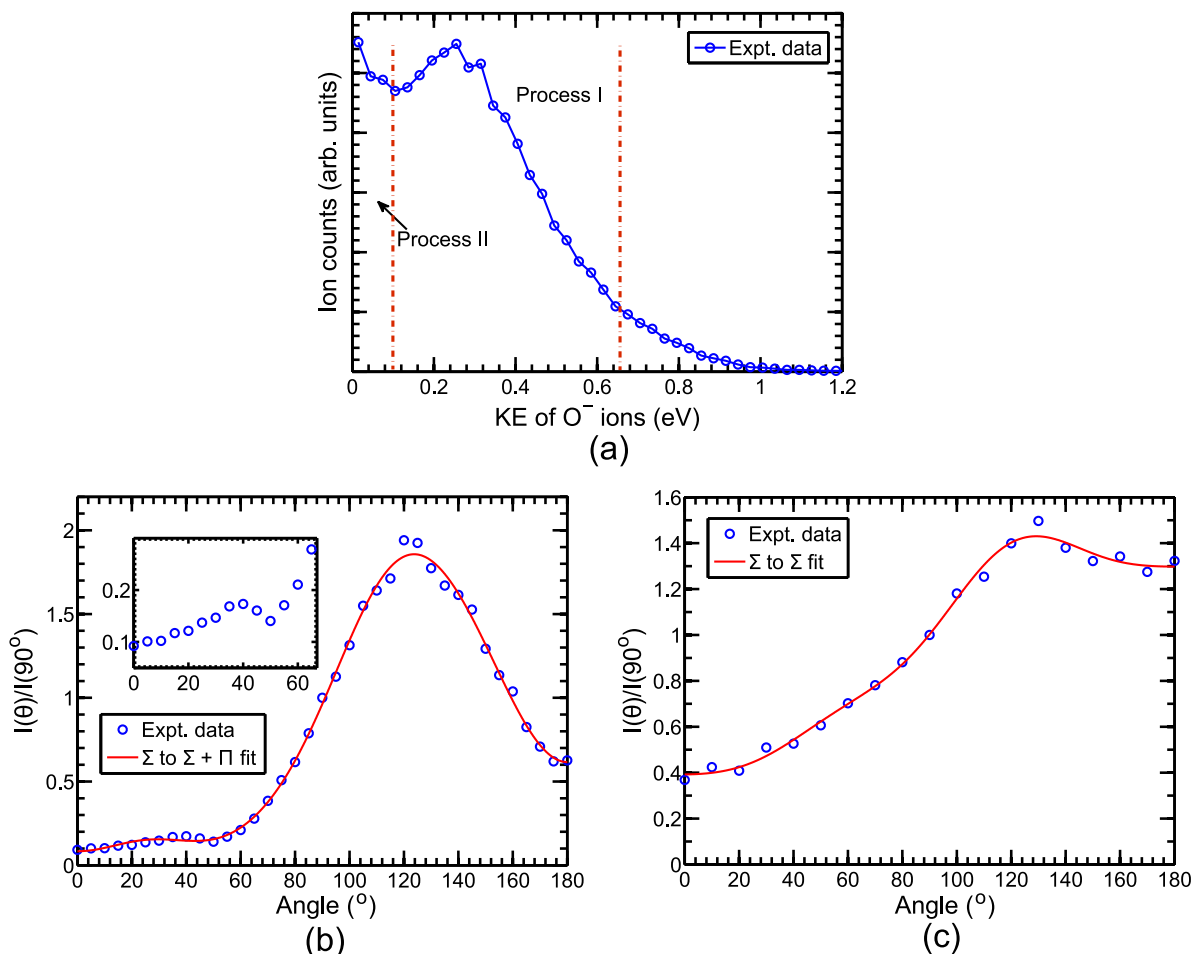 Expt. data
Process I
Process II
Ion counts (arb. units)
0 0.2 0.4 0.6 0.8 1 1.2
KE of O⁻ ions (eV)
(a)
2
1.5
1
0.5
0
I(θ)/I(90°)
0.2
0.1
0 20 40 60
Expt. data
Σ to Σ + Π fit
0 20 40 60 80 100 120 140 160 180
Angle (°)
(b)
1.6
1.4
1.2
1
0.8
0.6
0.4
0.2
0
I(θ)/I(90°)
Expt. data
Σ to Σ fit
0 20 40 60 80 100 120 140 160 180
Angle (°)
(c)